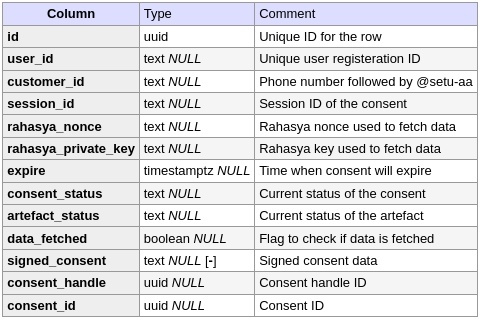 Column Type Comment
id uuid Unique ID for the row
user_id text NULL Unique user registeration ID
customer_id text NULL Phone number followed by @setu-aa
session_id text NULL Session ID of the consent
rahasya_nonce text NULL Rahasya nonce used to fetch data
rahasya_private_key text NULL Rahasya key used to fetch data
expire timestamptz NULL Time when consent will expire
consent_status text NULL Current status of the consent
artefact_status text NULL Current status of the artefact
data_fetched boolean NULL Flag to check if data is fetched
signed_consent text NULL [-] Signed consent data
consent_handle uuid NULL Consent handle ID
consent_id uuid NULL Consent ID